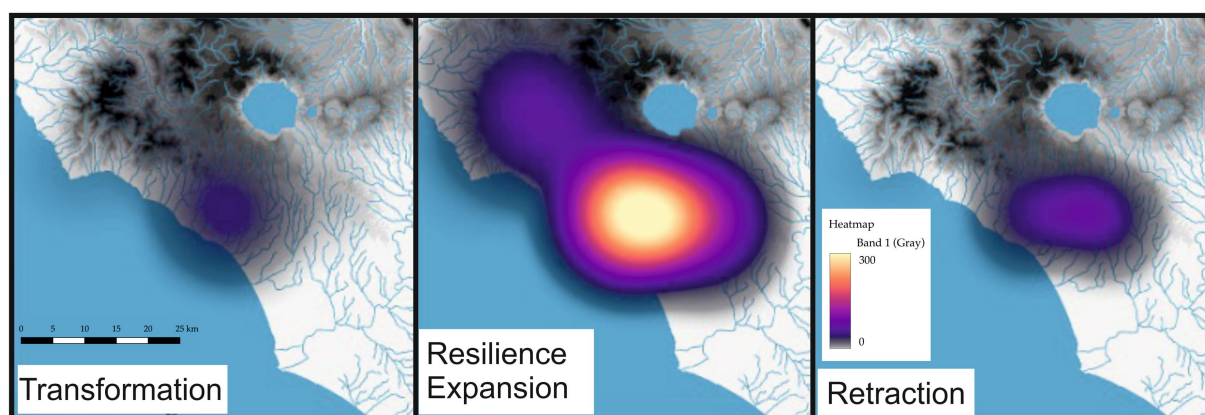 0 5 10 15 20 25 km
Transformation
Resilience
Expansion
Heatmap
Band 1 (Gray)
300
0
Retraction